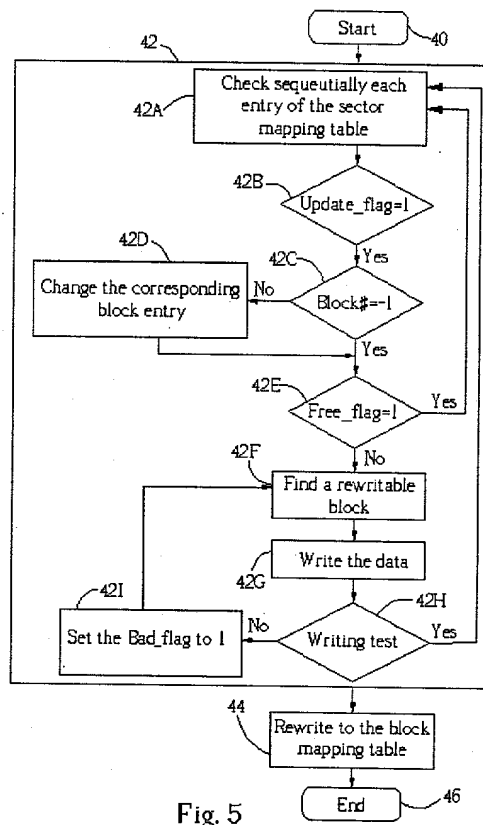 Start
40
42
Check sequeutially each
entry of the sector
mapping table
42A
42B
Update_flag=1
42D
42C
Yes
Change the corresponding
block entry
No
Block#=-1
Yes
42E
Free_flag=1
Yes
42F
No
Find a rewritable
block
Write the data
42G
42I
42H
Set the Bad_flag to 1
No
Writing test
Yes
44
Rewrite to the block
mapping table
End
46
Fig. 5